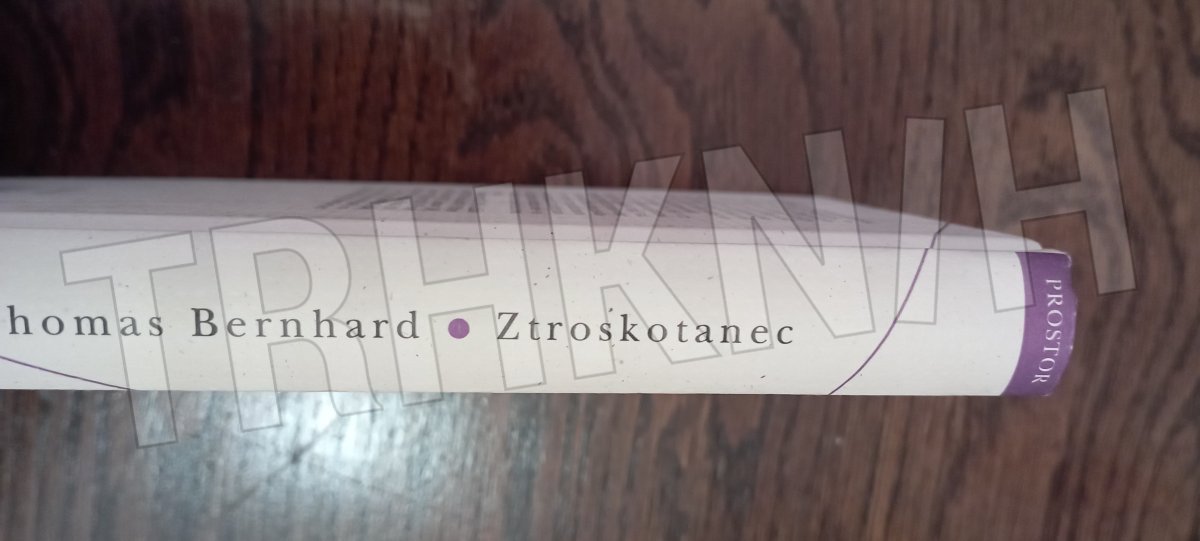 homas Bernhard • Ztroskotanec
PROSTOR
TRHKNIH